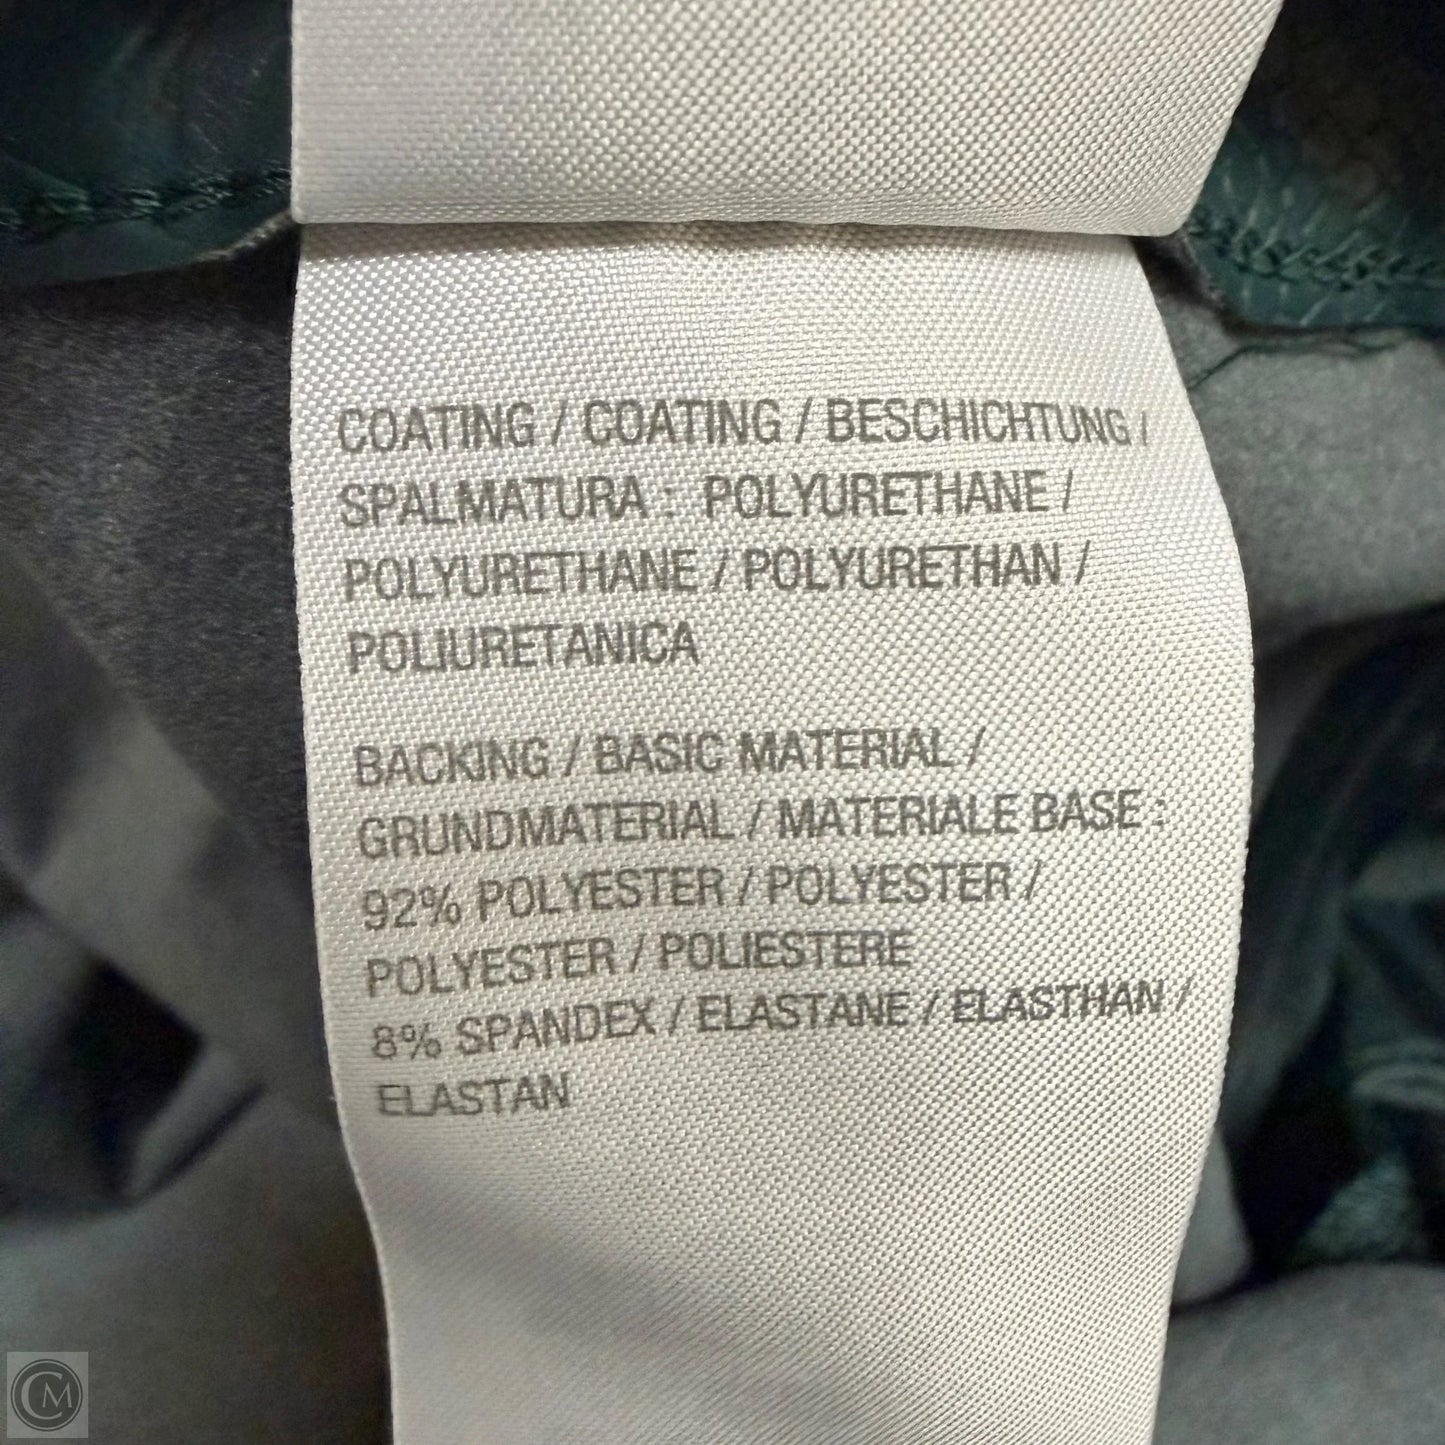 COATING / COATING / BESCHICHTUNG /
SPALMATURA : POLYURETHANE /
POLYURETHANE / POLYURETHAN /
POLIURETANICA
BACKING / BASIC MATERIAL /
GRUNDMATERIAL / MATERIALE BASE :
92% POLYESTER / POLYESTER /
POLYESTER / POLIESTERE
8% SPANDEX / ELASTANE / ELASTHAN /
ELASTAN
CM